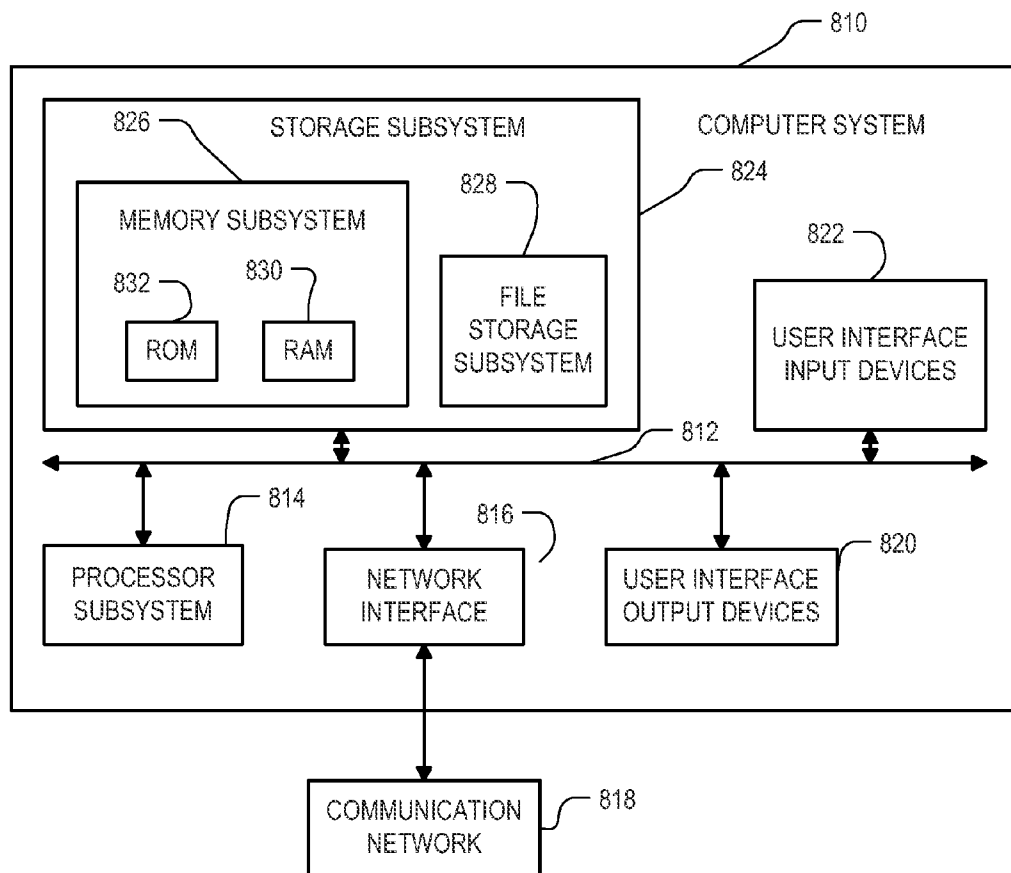 810
STORAGE SUBSYSTEM
COMPUTER SYSTEM
826
824
828
MEMORY SUBSYSTEM
822
832
830
FILE
STORAGE
SUBSYSTEM
ROM
RAM
USER INTERFACE
INPUT DEVICES
812
814
816
820
PROCESSOR
SUBSYSTEM
NETWORK
INTERFACE
USER INTERFACE
OUTPUT DEVICES
COMMUNICATION
NETWORK
818